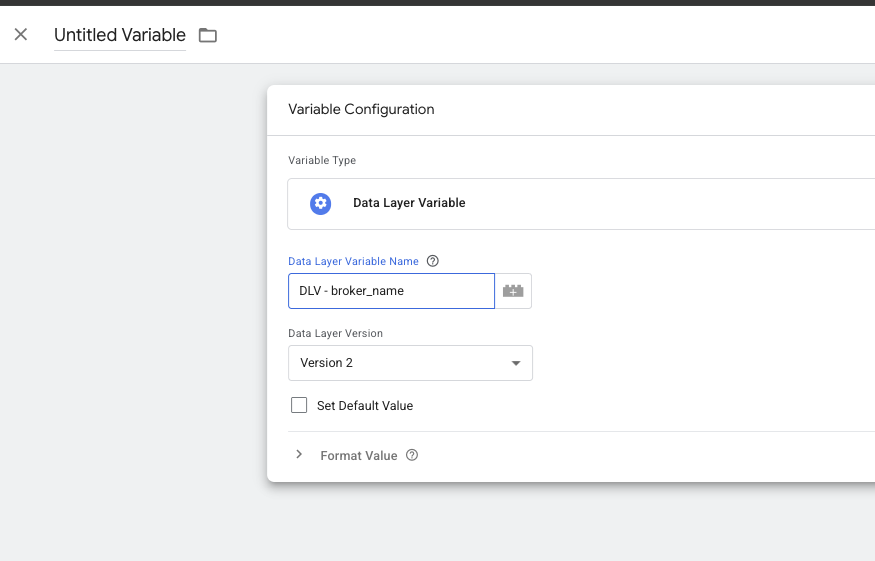 Untitled Variable
Variable Configuration
Variable Type
Data Layer Variable
Data Layer Variable Name
DLV - broker_name
Data Layer Version
Version 2
Set Default Value
Format Value